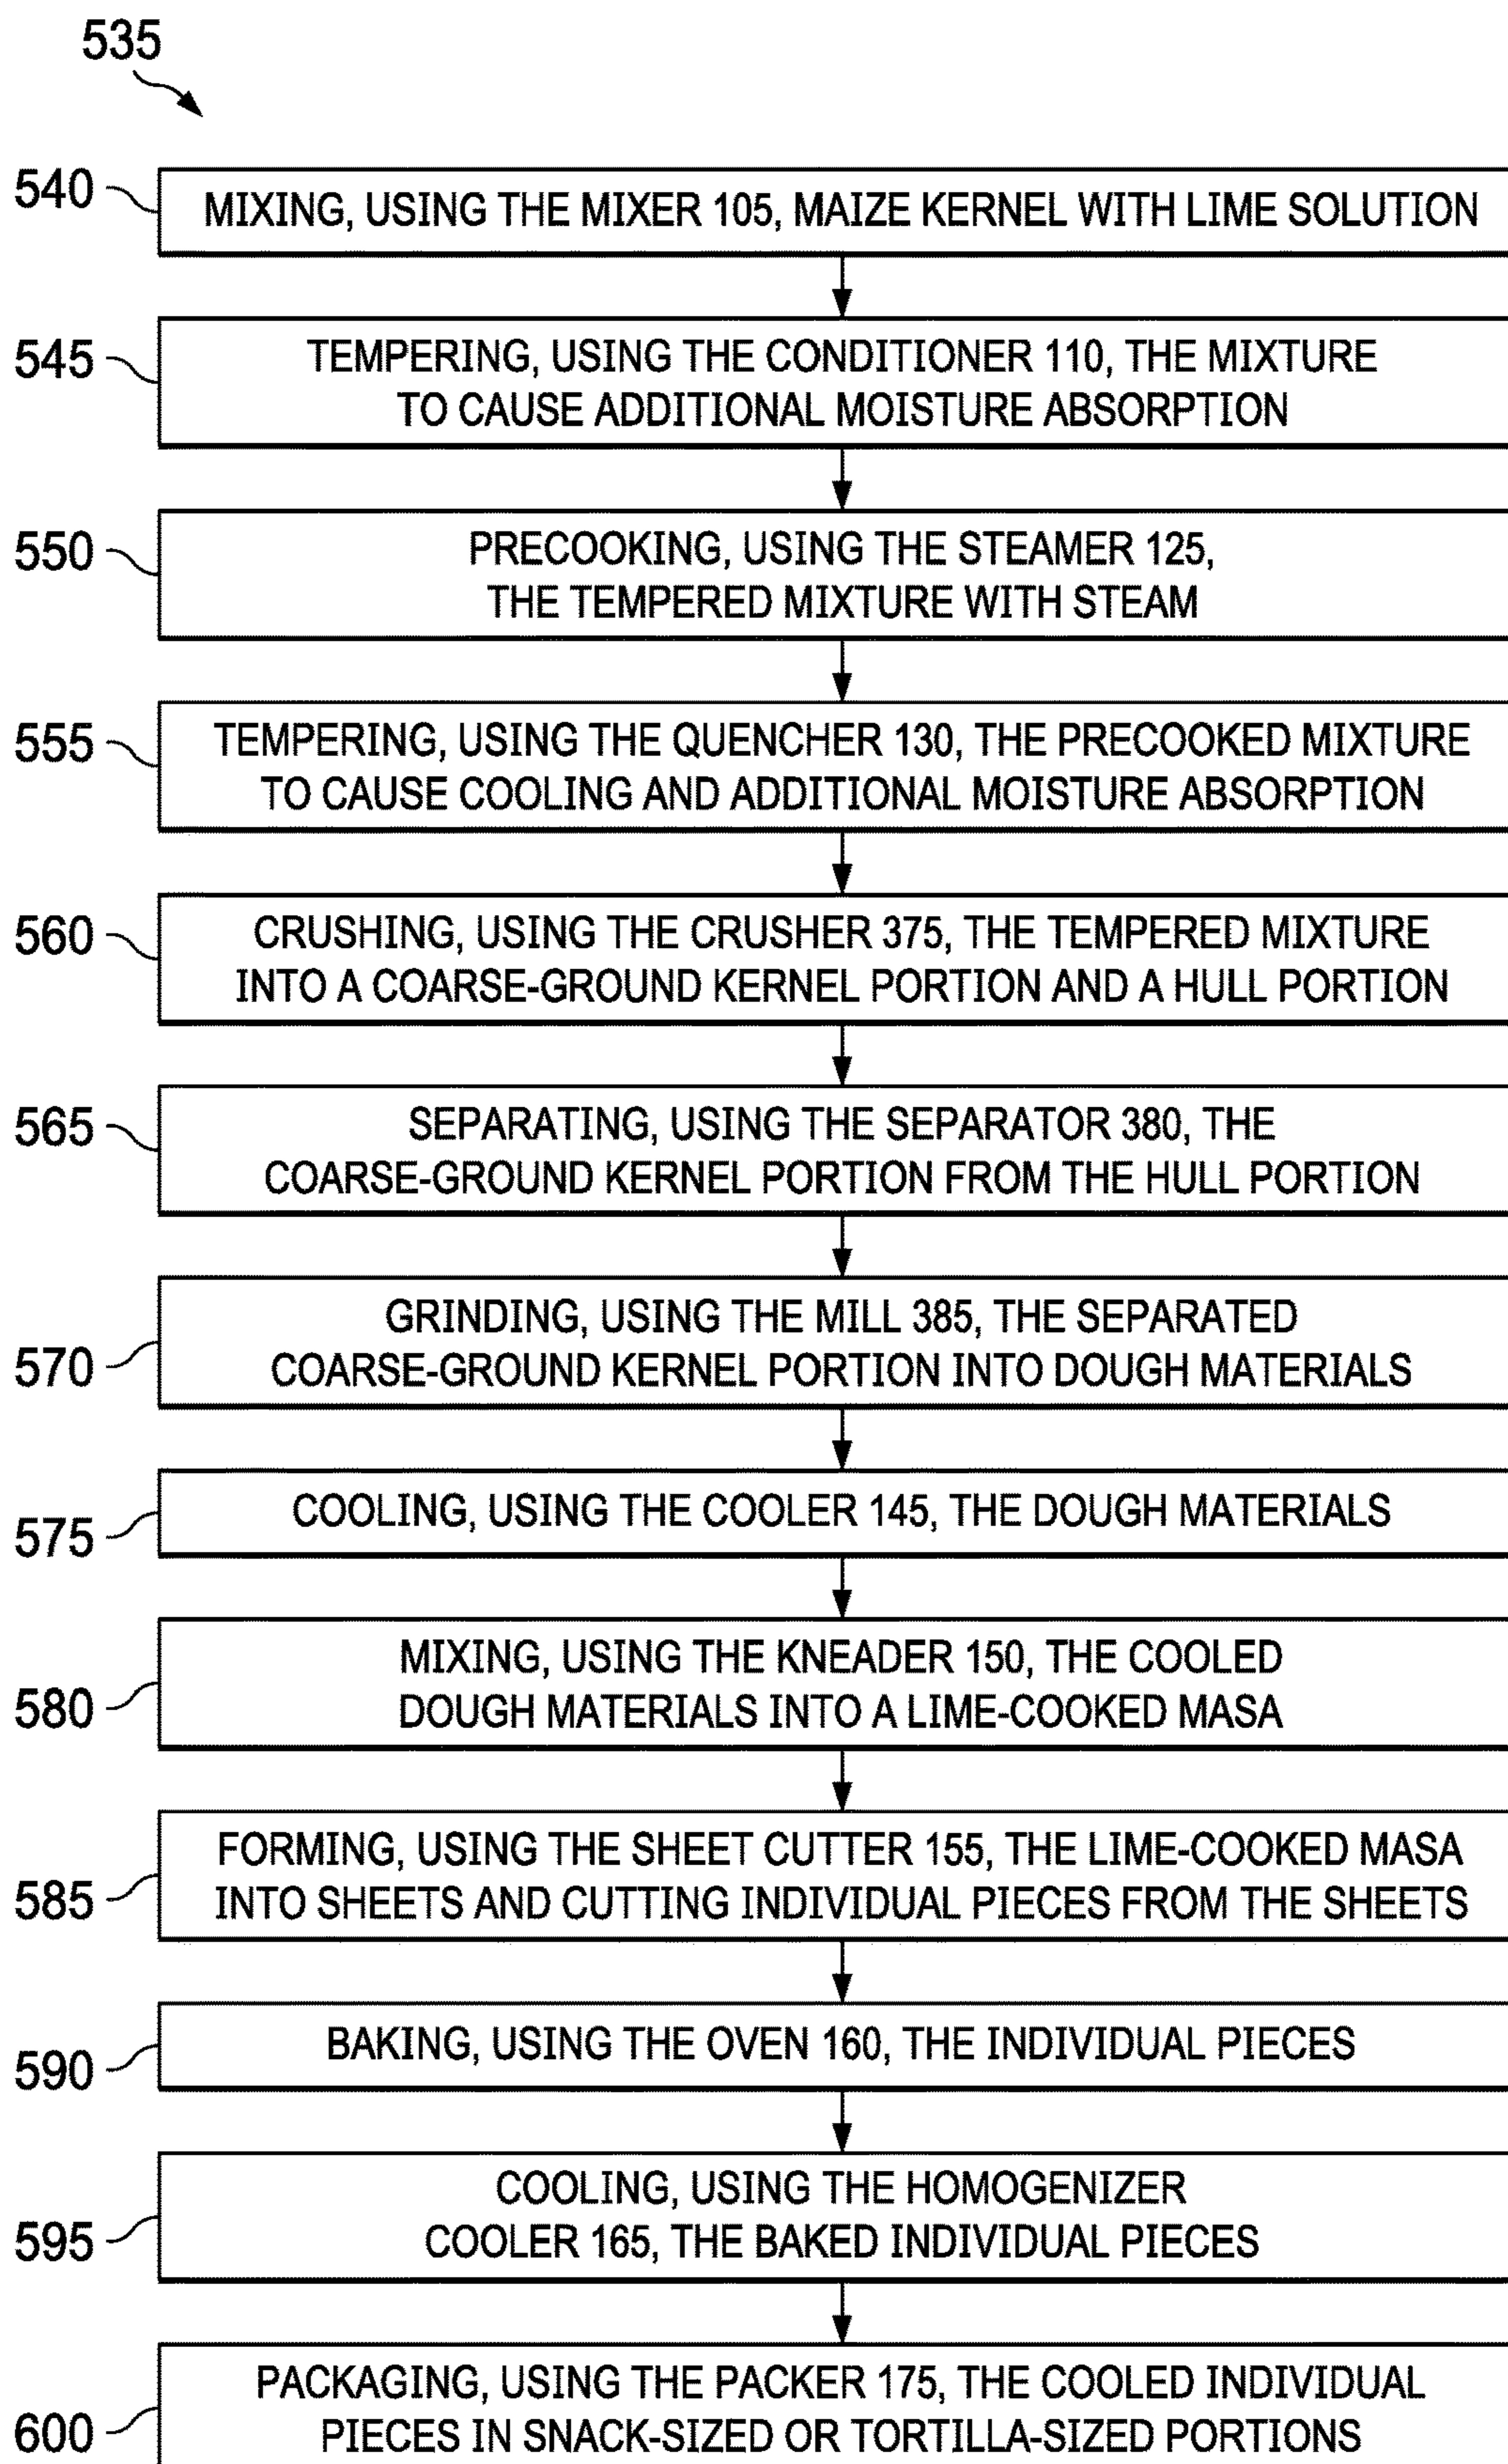 535
540
MIXING, USING THE MIXER 105, MAIZE KERNEL WITH LIME SOLUTION
545
TEMPERING, USING THE CONDITIONER 110, THE MIXTURE
TO CAUSE ADDITIONAL MOISTURE ABSORPTION
550
PRECOOKING, USING THE STEAMER 125,
THE TEMPERED MIXTURE WITH STEAM
555
TEMPERING, USING THE QUENCHER 130, THE PRECOOKED MIXTURE
TO CAUSE COOLING AND ADDITIONAL MOISTURE ABSORPTION
560
CRUSHING, USING THE CRUSHER 375, THE TEMPERED MIXTURE
INTO A COARSE-GROUND KERNEL PORTION AND A HULL PORTION
565
SEPARATING, USING THE SEPARATOR 380, THE
COARSE-GROUND KERNEL PORTION FROM THE HULL PORTION
570
GRINDING, USING THE MILL 385, THE SEPARATED
COARSE-GROUND KERNEL PORTION INTO DOUGH MATERIALS
575
COOLING, USING THE COOLER 145, THE DOUGH MATERIALS
580
MIXING, USING THE KNEADER 150, THE COOLED
DOUGH MATERIALS INTO A LIME-COOKED MASA
585
FORMING, USING THE SHEET CUTTER 155, THE LIME-COOKED MASA
INTO SHEETS AND CUTTING INDIVIDUAL PIECES FROM THE SHEETS
590
BAKING, USING THE OVEN 160, THE INDIVIDUAL PIECES
595
COOLING, USING THE HOMOGENIZER
COOLER 165, THE BAKED INDIVIDUAL PIECES
600
PACKAGING, USING THE PACKER 175, THE COOLED INDIVIDUAL
PIECES IN SNACK-SIZED OR TORTILLA-SIZED PORTIONS